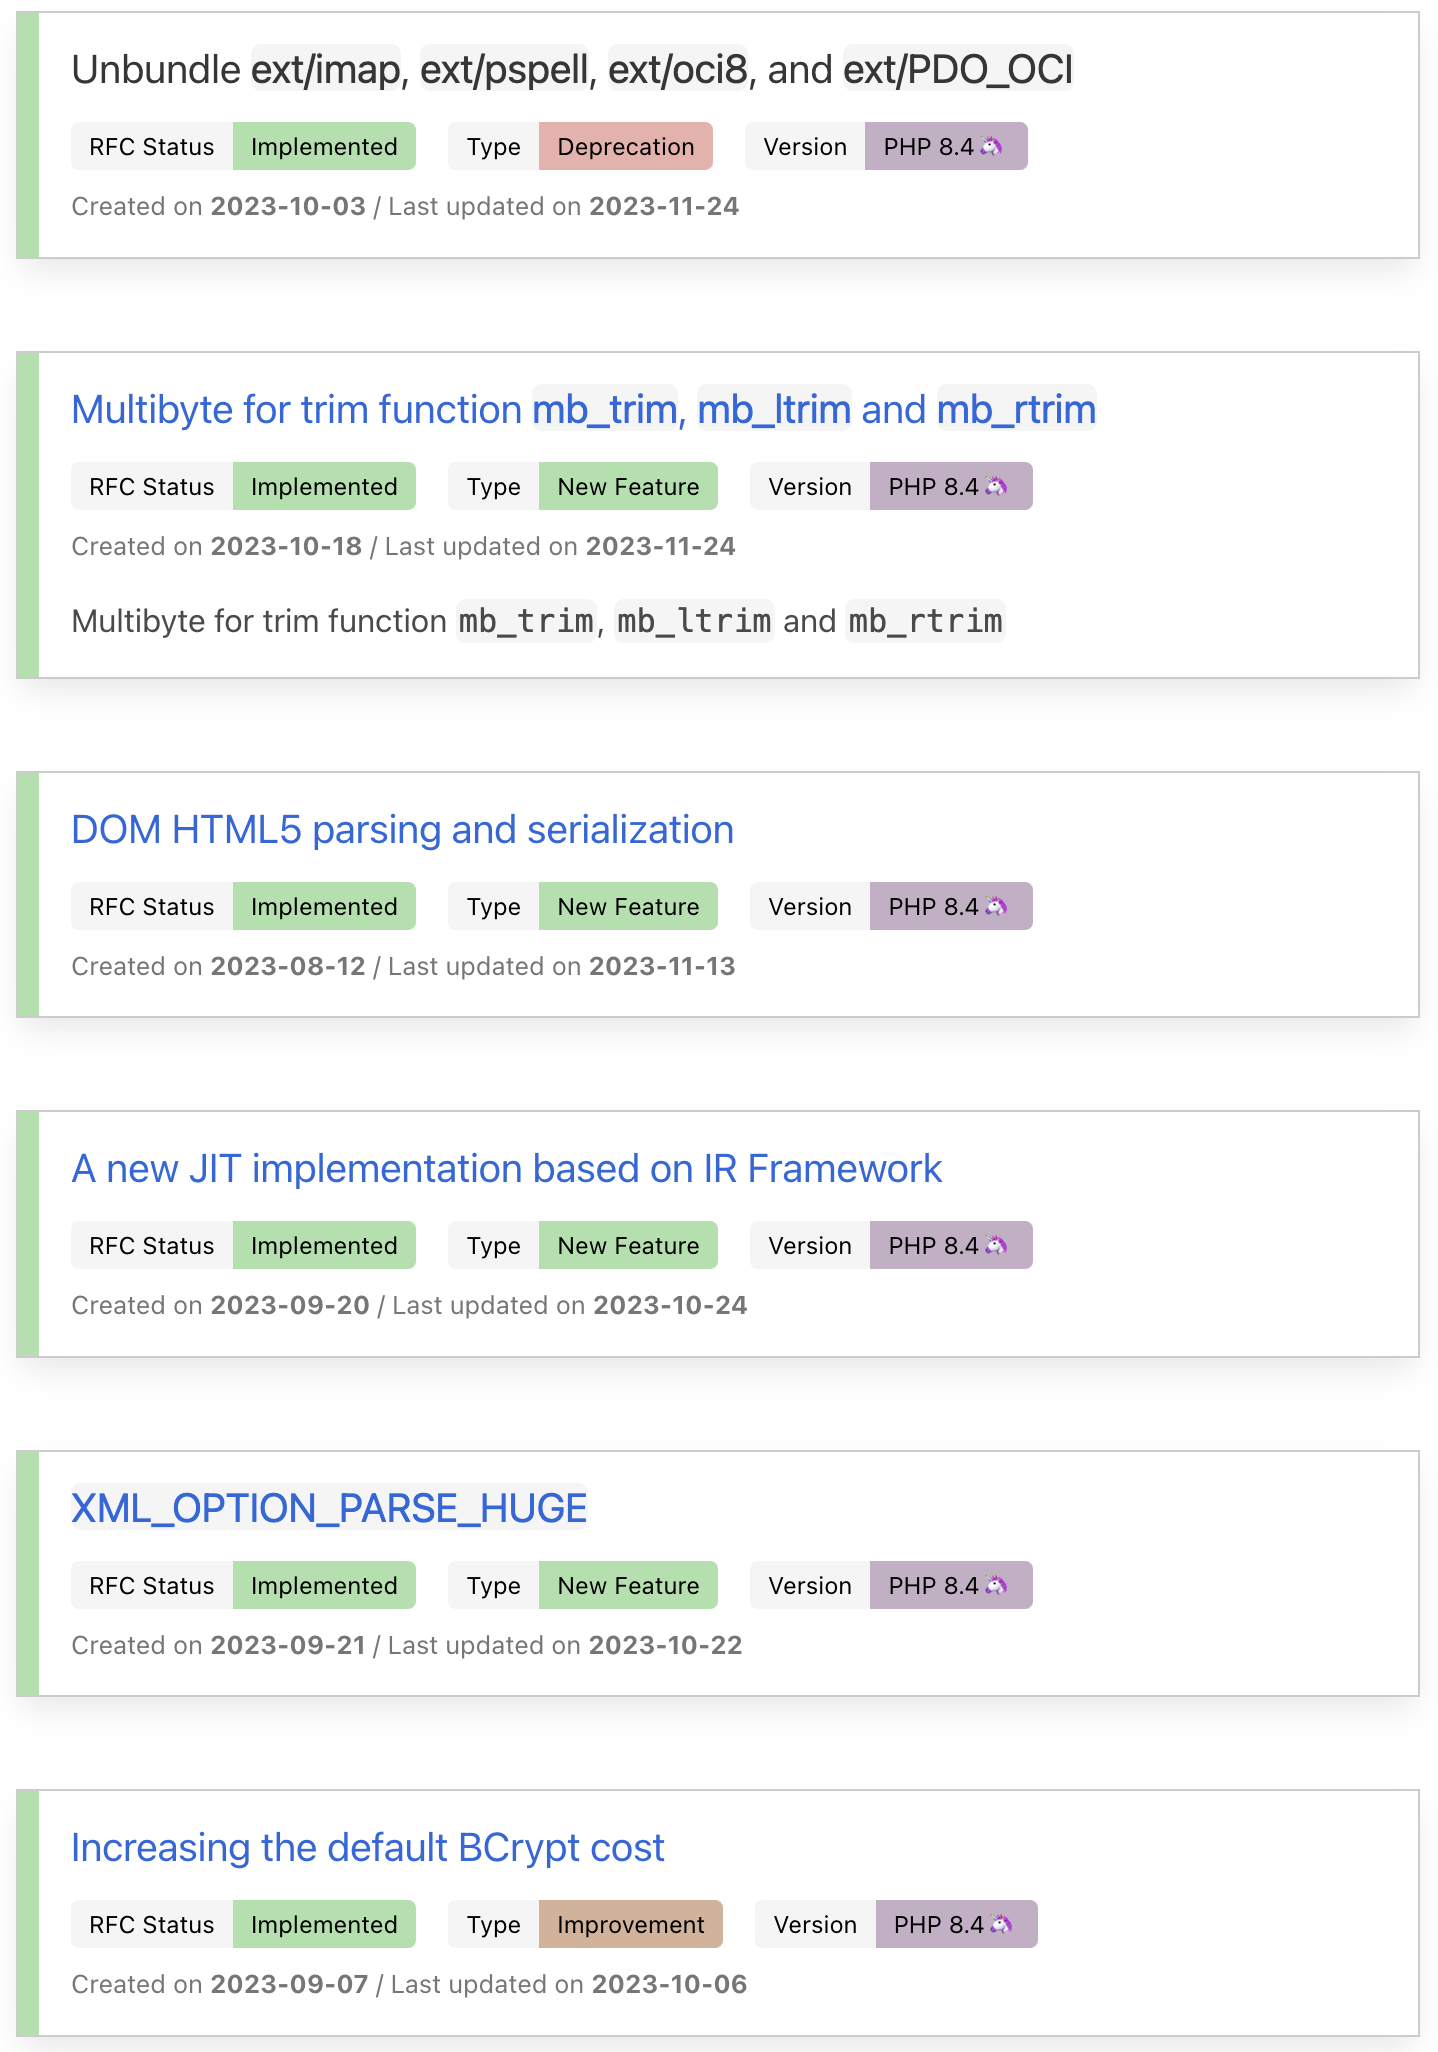 Unbundle ext/imap, ext/pspell, ext/oci8, and ext/PDO_OCI
RFC Status Implemented Type Deprecation Version PHP 8.4🦄
Created on 2023-10-03 / Last updated on 2023-11-24
Multibyte for trim function mb_trim, mb_ltrim and mb_rtrim
RFC Status Implemented Type New Feature Version PHP 8.4🦄
Created on 2023-10-18 / Last updated on 2023-11-24
Multibyte for trim function mb_trim, mb_ltrim and mb_rtrim
DOM HTML5 parsing and serialization
RFC Status Implemented Type New Feature Version PHP 8.4🦄
Created on 2023-08-12 / Last updated on 2023-11-13
A new JIT implementation based on IR Framework
RFC Status Implemented Type New Feature Version PHP 8.4🦄
Created on 2023-09-20 / Last updated on 2023-10-24
XML_OPTION_PARSE_HUGE
RFC Status Implemented Type New Feature Version PHP 8.4🦄
Created on 2023-09-21 / Last updated on 2023-10-22
Increasing the default BCrypt cost
RFC Status Implemented Type Improvement Version PHP 8.4🦄
Created on 2023-09-07 / Last updated on 2023-10-06